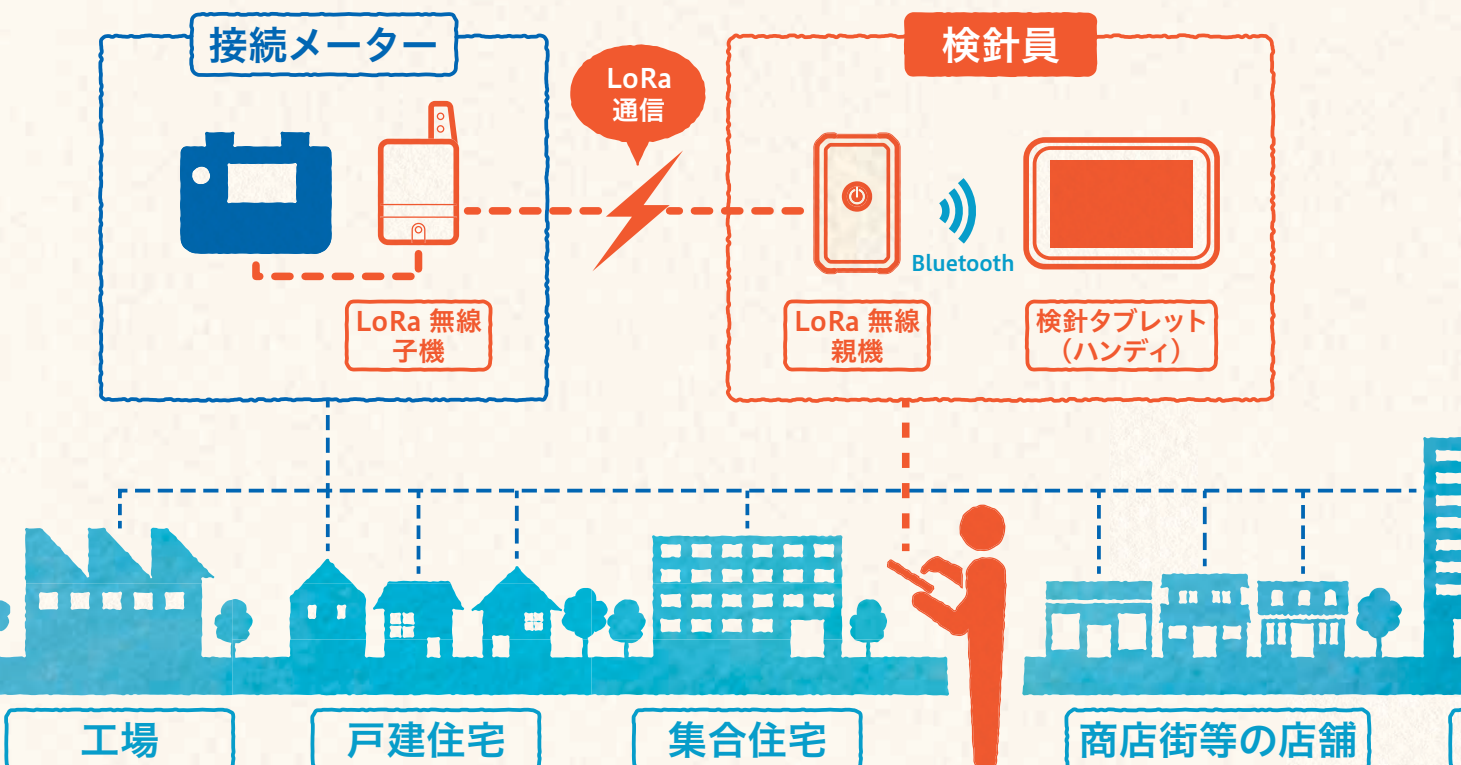 接続メーター
LoRa
通信
検針員
Bluetooth
LoRa 無線
子機
LoRa 無線
親機
検針タブレット
（ハンディ）
工場
戸建住宅
集合住宅
商店街等の店舗